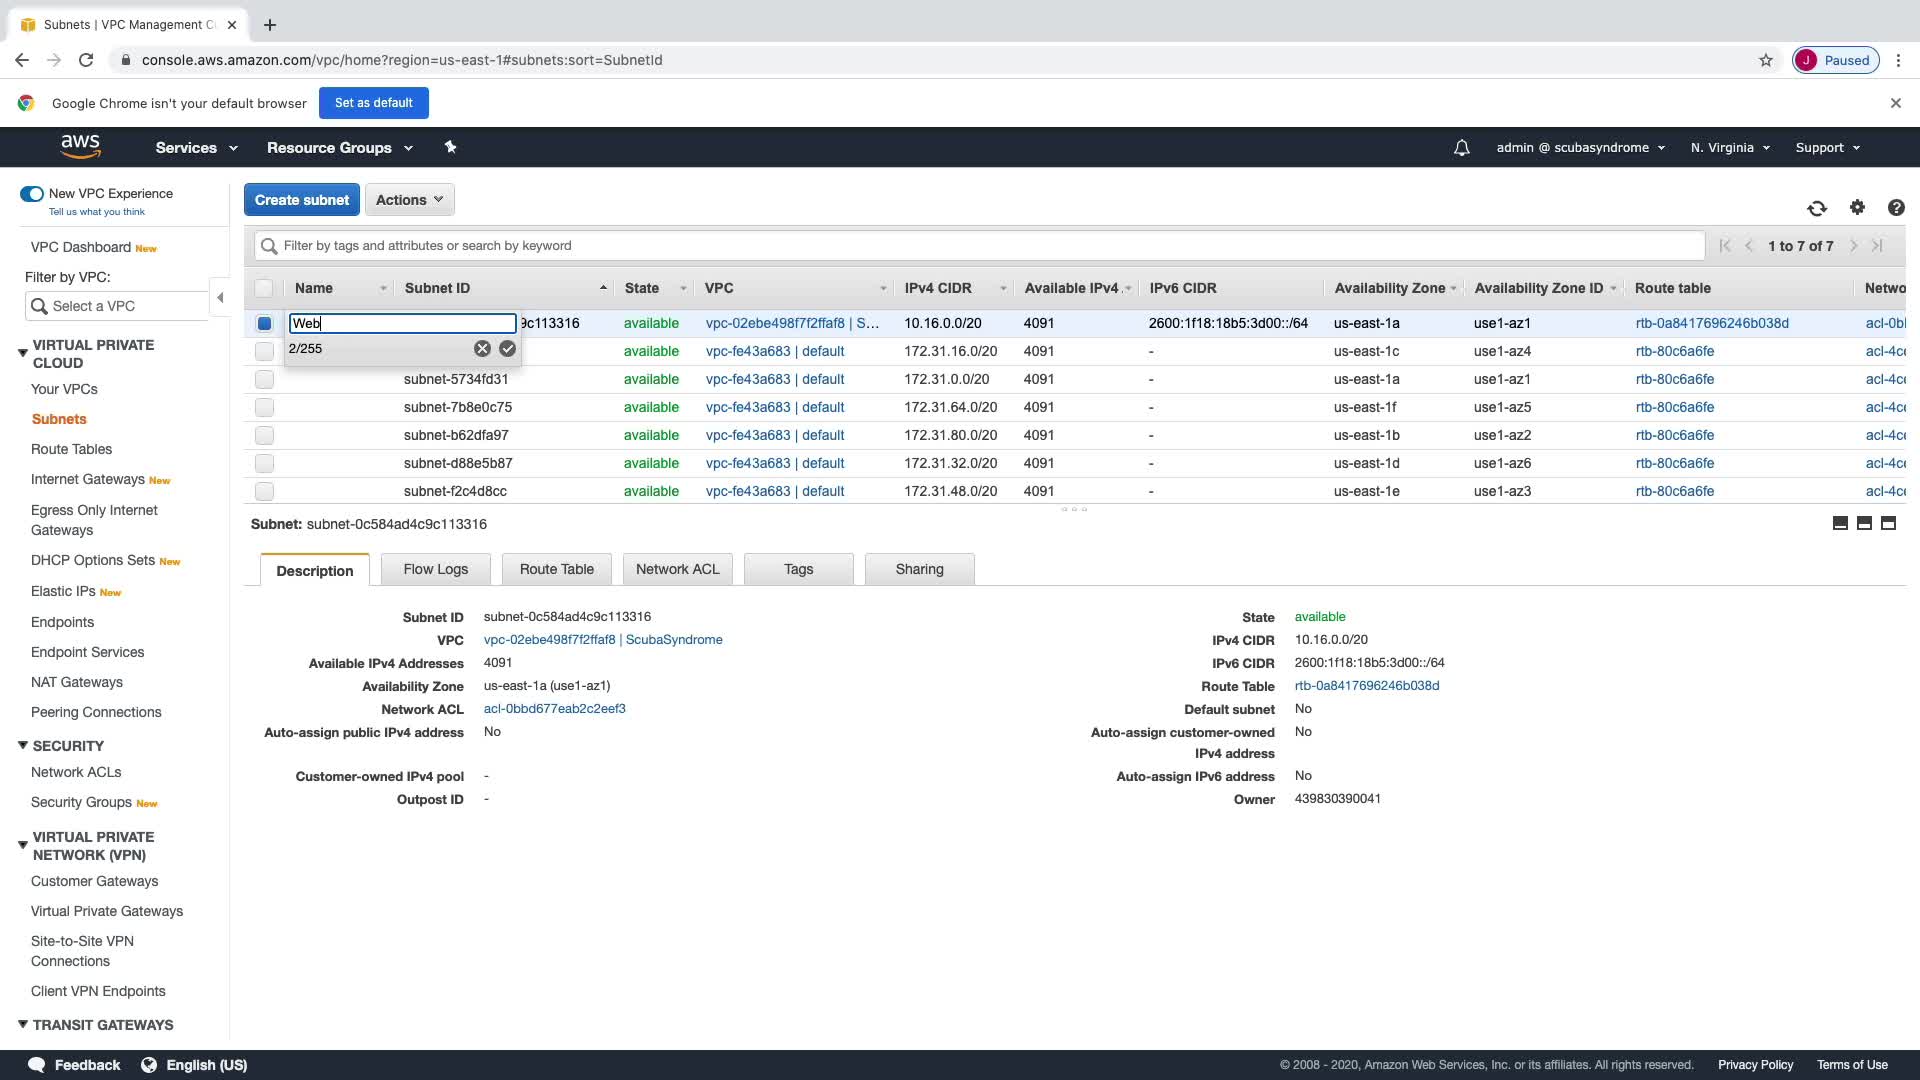 Subnets | VPC Management C
console.aws.amazon.com/vpc/home?region=us-east-1#subnets:sort=SubnetId
J Paused
Google Chrome isn't your default browser Set as default
aws Services Resource Groups admin @ scubasyndrome N. Virginia Support
New VPC Experience
Tell us what you think
VPC Dashboard New
Filter by VPC:
Select a VPC
VIRTUAL PRIVATE
CLOUD
Your VPCs
Subnets
Route Tables
Internet Gateways New
Egress Only Internet
Gateways
DHCP Options Sets New
Elastic IPs New
Endpoints
Endpoint Services
NAT Gateways
Peering Connections
SECURITY
Network ACLs
Security Groups New
VIRTUAL PRIVATE
NETWORK (VPN)
Customer Gateways
Virtual Private Gateways
Site-to-Site VPN
Connections
Client VPN Endpoints
TRANSIT GATEWAYS
Create subnet Actions
Filter by tags and attributes or search by keyword 1 to 7 of 7
Name Subnet ID State VPC IPv4 CIDR Available IPv4 IPv6 CIDR Availability Zone Availability Zone ID Route table Netwo
Web 9c113316 available vpc-02ebe498f7f2ffaf8 | S... 10.16.0.0/20 4091 2600:1f18:18b5:3d00::/64 us-east-1a use1-az1 rtb-0a8417696246b038d acl-0b
2/255 available vpc-fe43a683 | default 172.31.16.0/20 4091 - us-east-1c use1-az4 rtb-80c6a6fe acl-4c
subnet-5734fd31 available vpc-fe43a683 | default 172.31.0.0/20 4091 - us-east-1a use1-az1 rtb-80c6a6fe acl-4c
subnet-7b8e0c75 available vpc-fe43a683 | default 172.31.64.0/20 4091 - us-east-1f use1-az5 rtb-80c6a6fe acl-4c
subnet-b62dfa97 available vpc-fe43a683 | default 172.31.80.0/20 4091 - us-east-1b use1-az2 rtb-80c6a6fe acl-4c
subnet-d88e5b87 available vpc-fe43a683 | default 172.31.32.0/20 4091 - us-east-1d use1-az6 rtb-80c6a6fe acl-4c
subnet-f2c4d8cc available vpc-fe43a683 | default 172.31.48.0/20 4091 - us-east-1e use1-az3 rtb-80c6a6fe acl-4c
Subnet: subnet-0c584ad4c9c113316
Description Flow Logs Route Table Network ACL Tags Sharing
Subnet ID subnet-0c584ad4c9c113316 State available
VPC vpc-02ebe498f7f2ffaf8 | ScubaSyndrome IPv4 CIDR 10.16.0.0/20
Available IPv4 Addresses 4091 IPv6 CIDR 2600:1f18:18b5:3d00::/64
Availability Zone us-east-1a (use1-az1) Route Table rtb-0a8417696246b038d
Network ACL acl-0bbd677eab2c2eef3 Default subnet No
Auto-assign public IPv4 address No Auto-assign customer-owned No
IPv4 address
Customer-owned IPv4 pool - Auto-assign IPv6 address No
Outpost ID - Owner 439830390041
Feedback English (US) © 2008 - 2020, Amazon Web Services, Inc. or its affiliates. All rights reserved. Privacy Policy Terms of Use